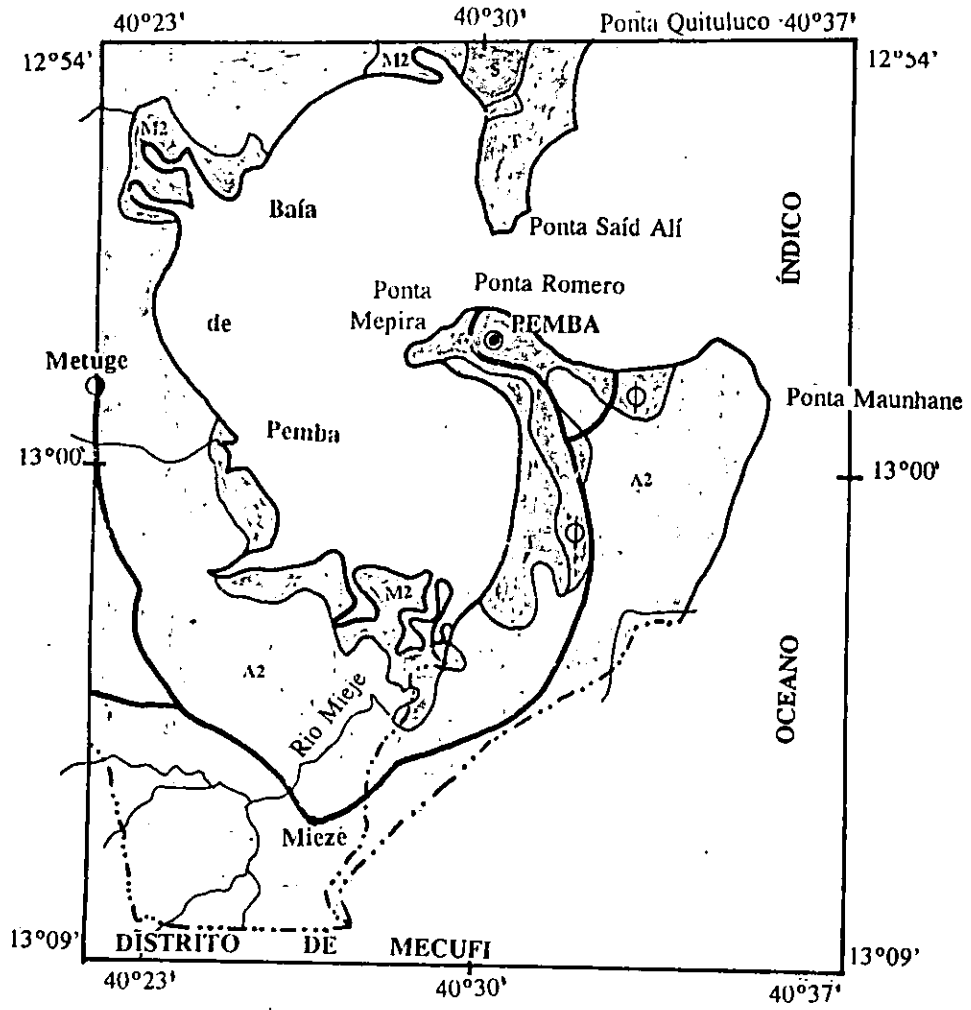 40°23'
40°30'
Ponta Quituluco
40°37'
12°54'
12°54'
M2
S
T
M2
Baía
Ponta Saíd Alí
ÍNDICO
Ponta
Mepira
Ponta Romero
PEMBA
de
Metuge
Ponta Maunhane
Pemba
13°00'
13°00'
A2
T
M2
A2
Rio Mieje
OCEANO
Mieze
13°09'
DISTRITO DE MECUFI
13°09'
40°23'
40°30'
40°37'